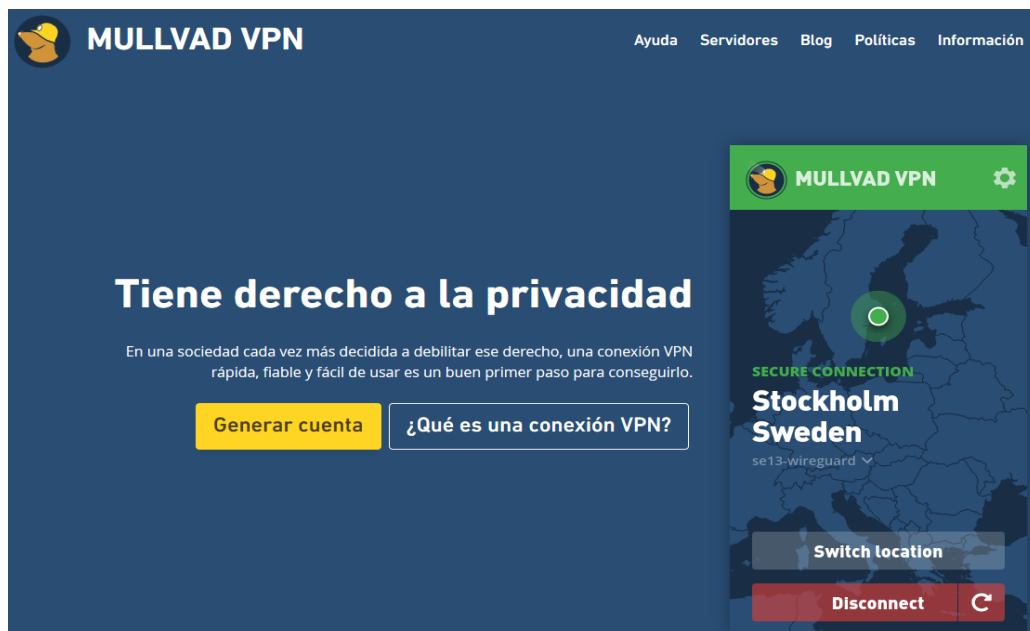 MULLVAD VPN
Ayuda Servidores Blog Políticas Información
MULLVAD VPN
Tiene derecho a la privacidad
En una sociedad cada vez más decidida a debilitar ese derecho, una conexión VPN
rápida, fiable y fácil de usar es un buen primer paso para conseguirlo.
Generar cuenta
¿Qué es una conexión VPN?
SECURE CONNECTION
Stockholm
Sweden
se13-wireguard
Switch location
Disconnect